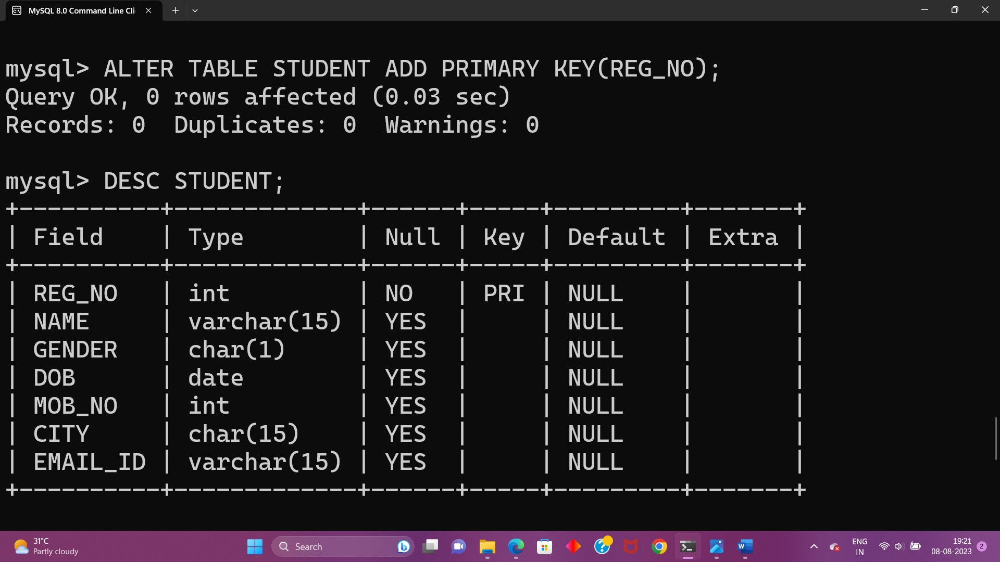 MySQL 8.0 Command Line Cli
mysql> ALTER TABLE STUDENT ADD PRIMARY KEY(REG_NO);
Query OK, 0 rows affected (0.03 sec)
Records: 0  Duplicates: 0  Warnings: 0
mysql> DESC STUDENT;
+----------+-------------+------+-----+---------+-------+
| Field    | Type        | Null | Key | Default | Extra |
+----------+-------------+------+-----+---------+-------+
| REG_NO   | int         | NO   | PRI | NULL    |       |
| NAME     | varchar(15) | YES  |     | NULL    |       |
| GENDER   | char(1)     | YES  |     | NULL    |       |
| DOB      | date        | YES  |     | NULL    |       |
| MOB_NO   | int         | YES  |     | NULL    |       |
| CITY     | char(15)    | YES  |     | NULL    |       |
| EMAIL_ID | varchar(15) | YES  |     | NULL    |       |
+----------+-------------+------+-----+---------+-------+
31°C
Partly cloudy
Search
ENG
IN
19:21
08-08-2023
2